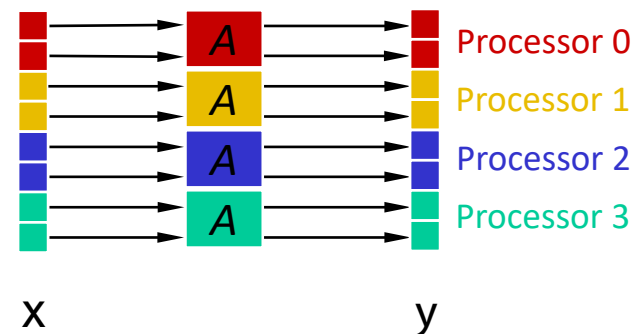 A Processor 0
A Processor 1
A Processor 2
A Processor 3
x y